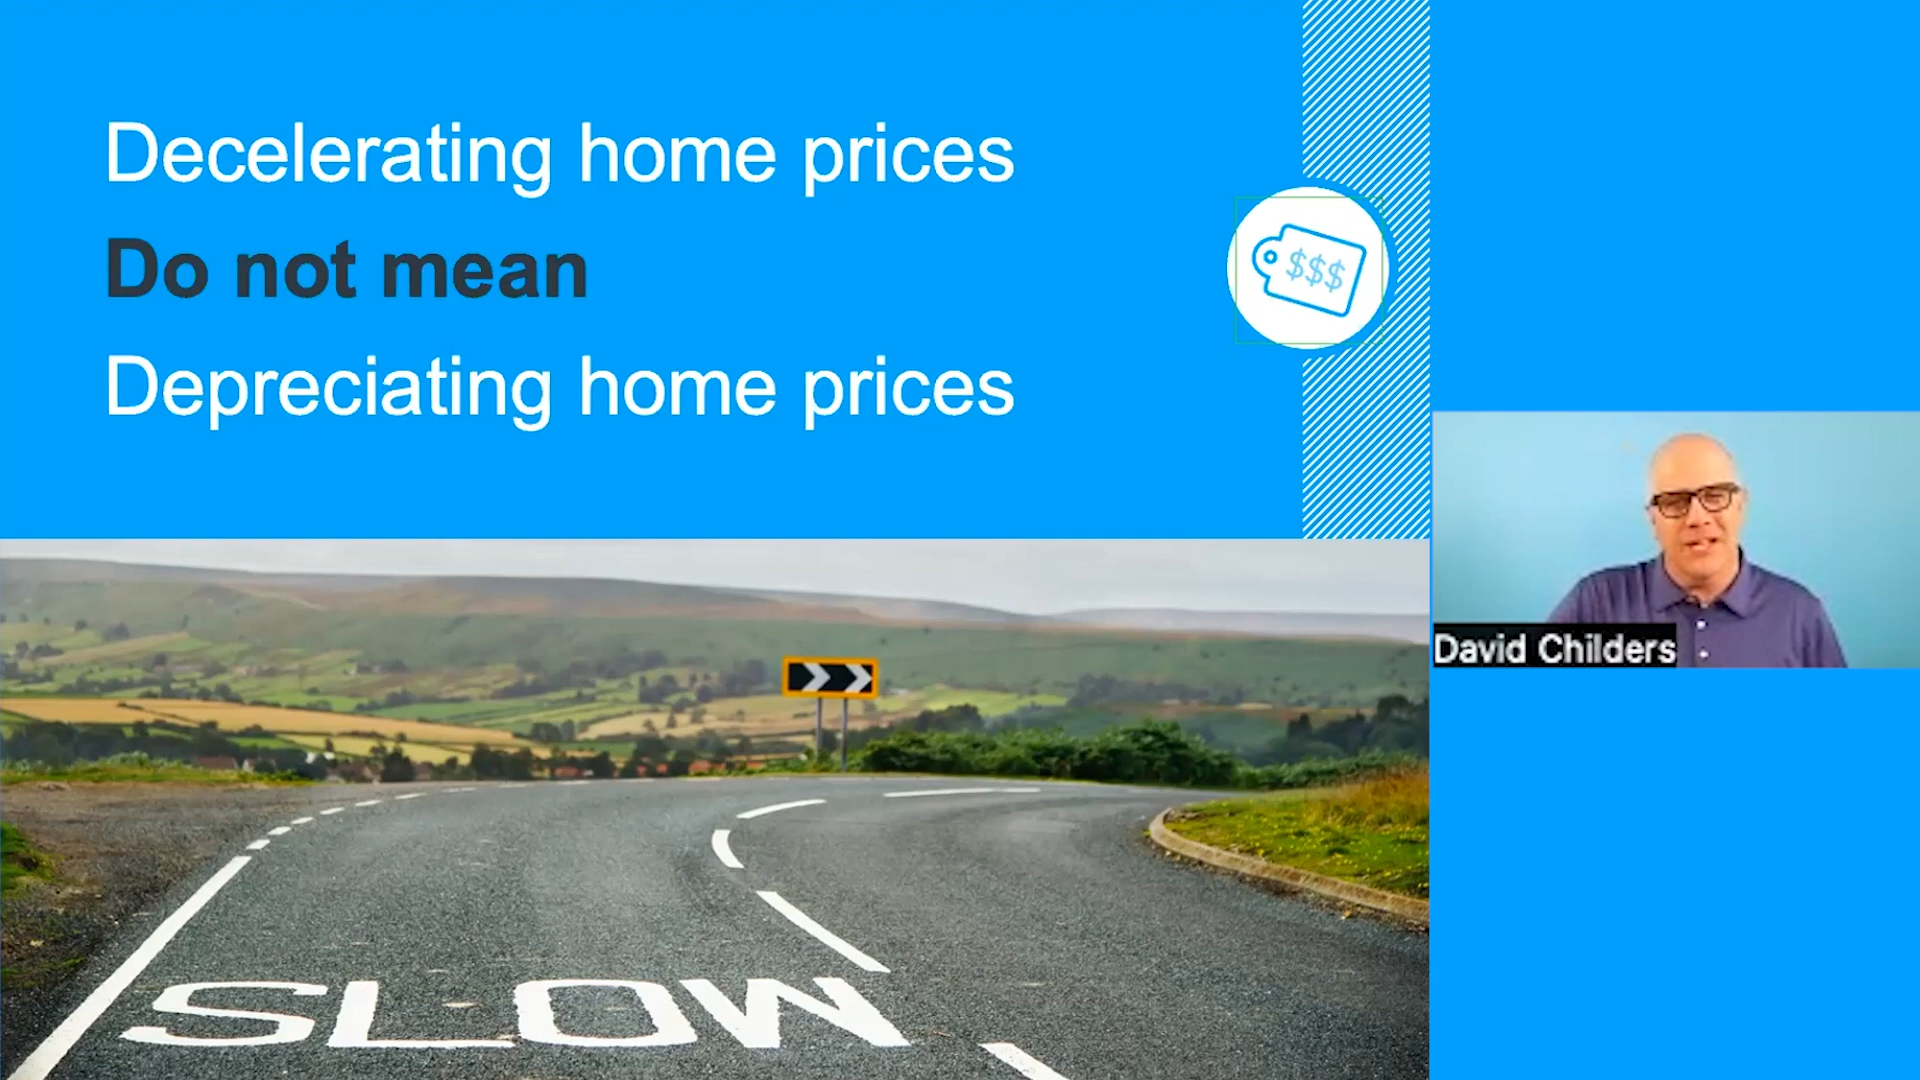 Decelerating home prices
Do not mean
Depreciating home prices
$$$
David Childers
SLOW